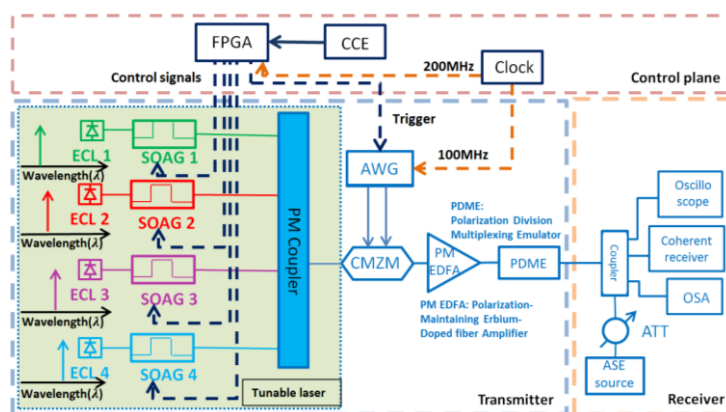 FPGA
CCE
200MHz
Clock
Control signals
Control plane
Trigger
100MHz
AWG
ECL 1
SOAG 1
Wavelength(λ)
ECL 2
SOAG 2
Wavelength(λ)
ECL 3
SOAG 3
Wavelength(λ)
ECL 4
SOAG 4
Wavelength(λ)
PM Coupler
Tunable laser
CMZM
PM
EDFA
PDME:
Polarization Division
Multiplexing Emulator
PDME
PM EDFA: Polarization-
Maintaining Erbium-
Doped fiber Amplifier
Transmitter
Oscillo
scope
Coherent
receiver
Coupler
OSA
ATT
ASE
source
Receiver